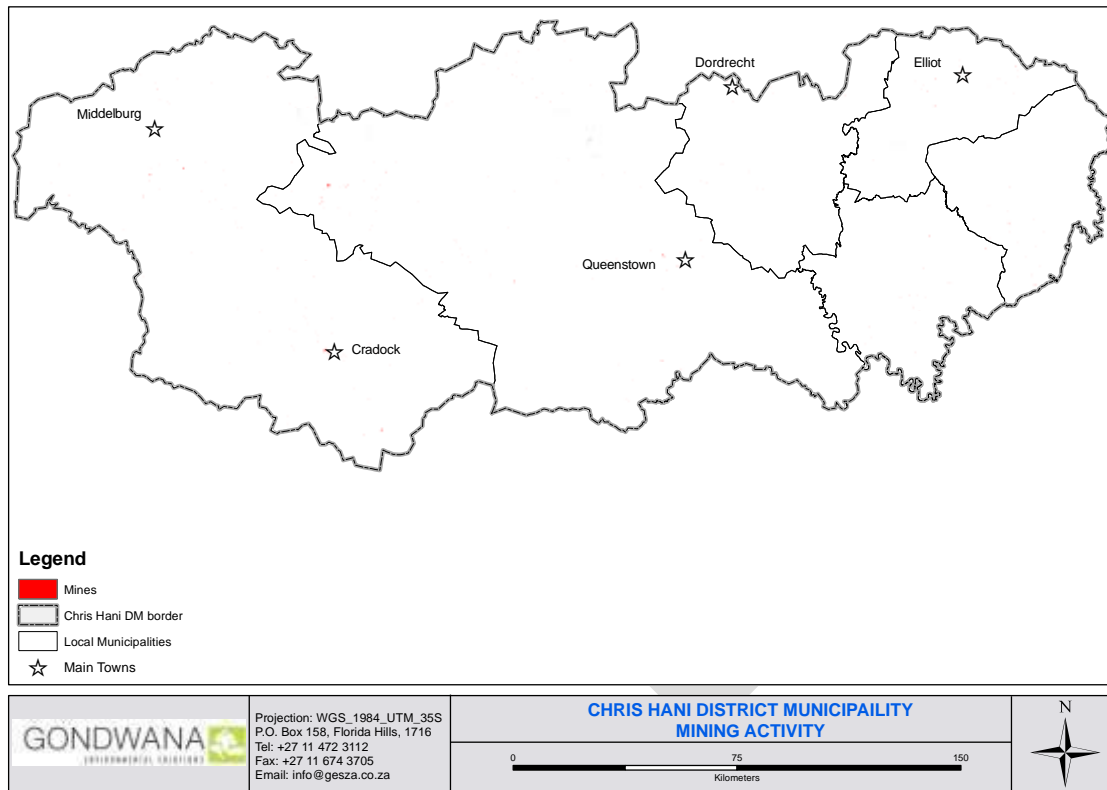 Dordrecht
Elliot
Middelburg
Queenstown
Cradock
Legend
Mines
Chris Hani DM border
Local Municipalities
Main Towns
GONDWANA
ENVIRONMENTAL SOLUTIONS
Projection: WGS_1984_UTM_35S
P.O. Box 158, Florida Hills, 1716
Tel: +27 11 472 3112
Fax: +27 11 674 3705
Email: info@gesza.co.za
CHRIS HANI DISTRICT MUNICIPAILITY
MINING ACTIVITY
0 75 150
Kilometers
N